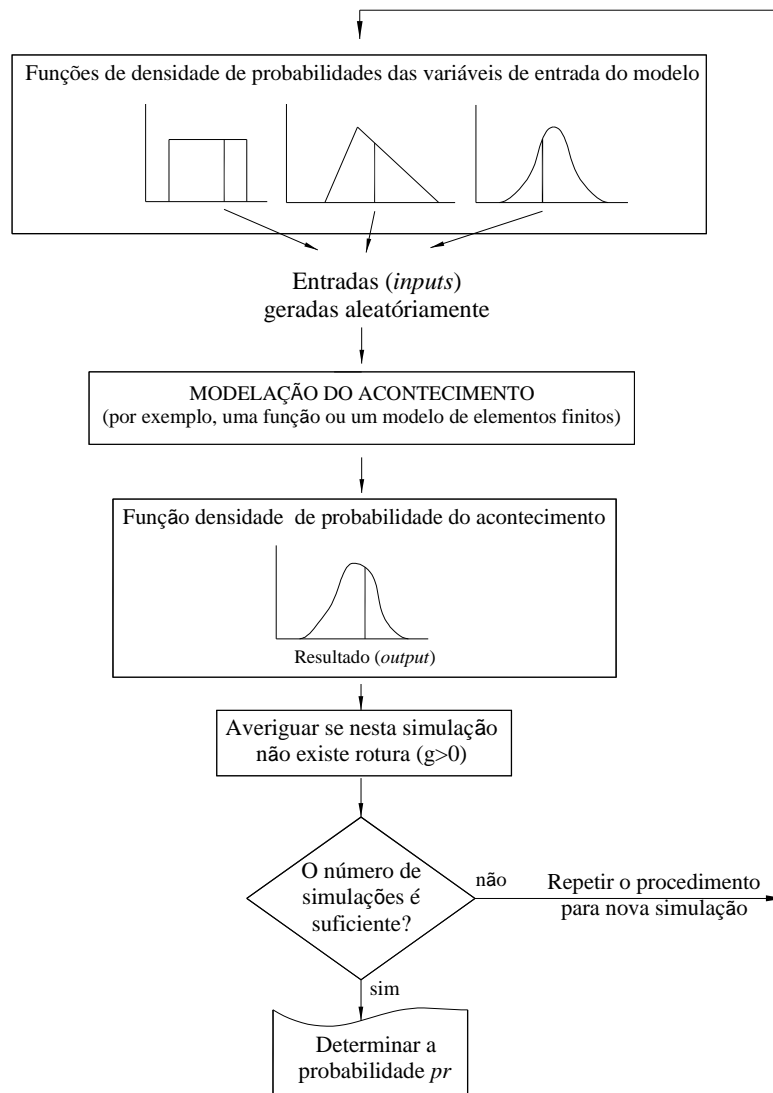 Funções de densidade de probabilidades das variáveis de entrada do modelo
Entradas (inputs)
geradas aleatóriamente
MODELAÇÃO DO ACONTECIMENTO
(por exemplo, uma função ou um modelo de elementos finitos)
Função densidade de probabilidade do acontecimento
Resultado (output)
Averiguar se nesta simulação
não existe rotura (g>0)
O número de
simulações é
suficiente?
não
Repetir o procedimento
para nova simulação
sim
Determinar a
probabilidade pr